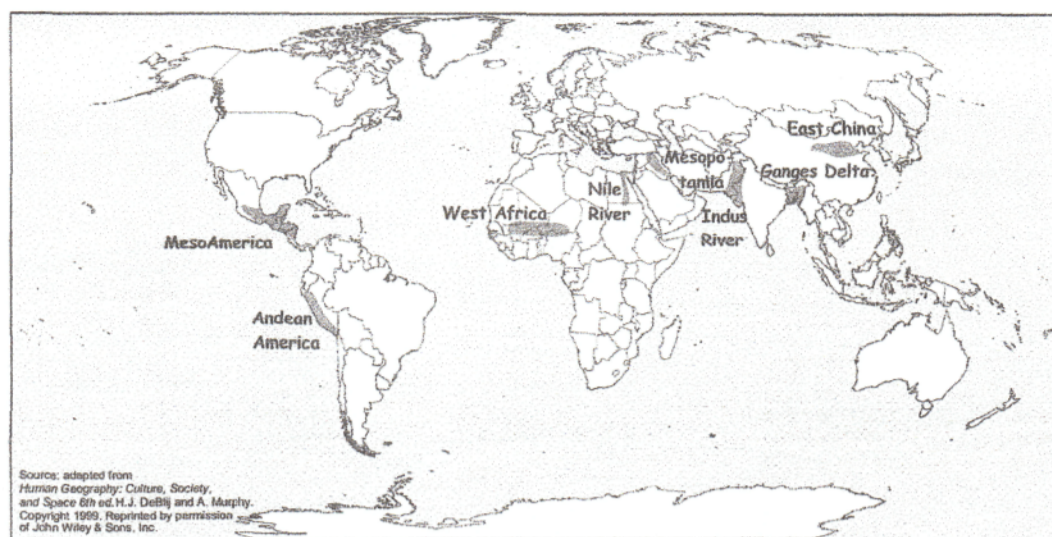 East China
Mesopo-
tamia
Ganges Delta
Nile
River
West Africa
Indus
River
MesoAmerica
Andean
America
Source: adapted from
Human Geography: Culture, Society,
and Space 6th ed. H.J. DeBlij and A. Murphy.
Copyright 1999. Reprinted by permission
of John Wiley & Sons, Inc.